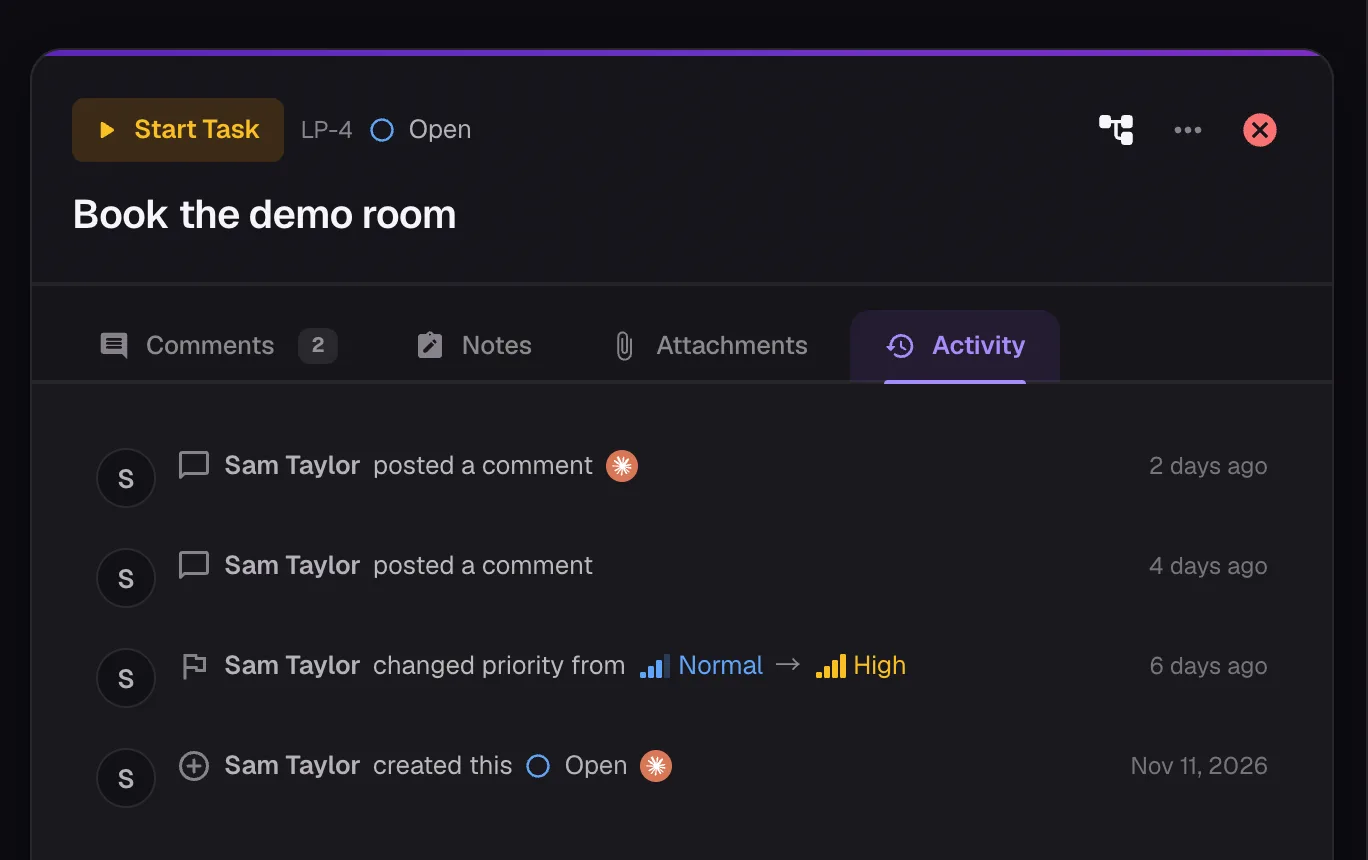 Start Task LP-4 Open
Book the demo room
Comments 2 Notes Attachments Activity
S Sam Taylor posted a comment 2 days ago
S Sam Taylor posted a comment 4 days ago
S Sam Taylor changed priority from Normal → High 6 days ago
S Sam Taylor created this Open Nov 11, 2026